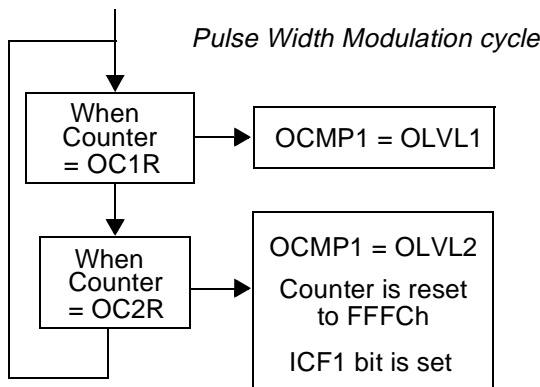 Pulse Width Modulation cycle
When
Counter
= OC1R
OCMP1 = OLVL1
When
Counter
= OC2R
OCMP1 = OLVL2
Counter is reset
to FFFCh
ICF1 bit is set